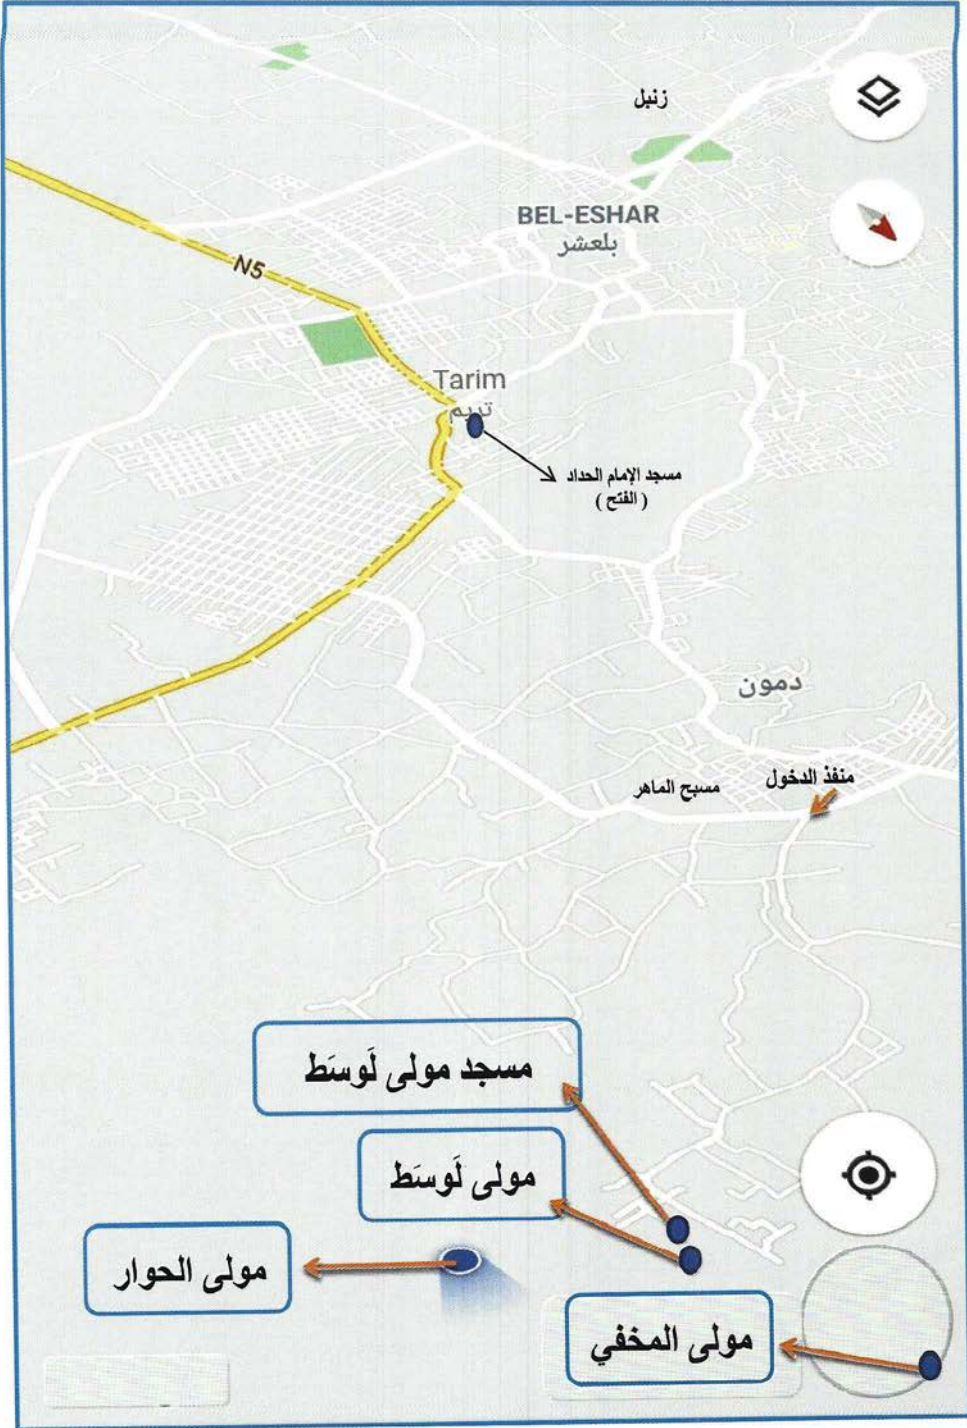 زنبل
BEL-ESHAR
بلعشر
N5
Tarim
تريم
مسجد الإمام الحداد
( الفتح )
دمون
منفذ الدخول
مسبح الماهر
مسجد مولى لَوسَط
مولى لَوسَط
مولى الحوار
مولى المخفي